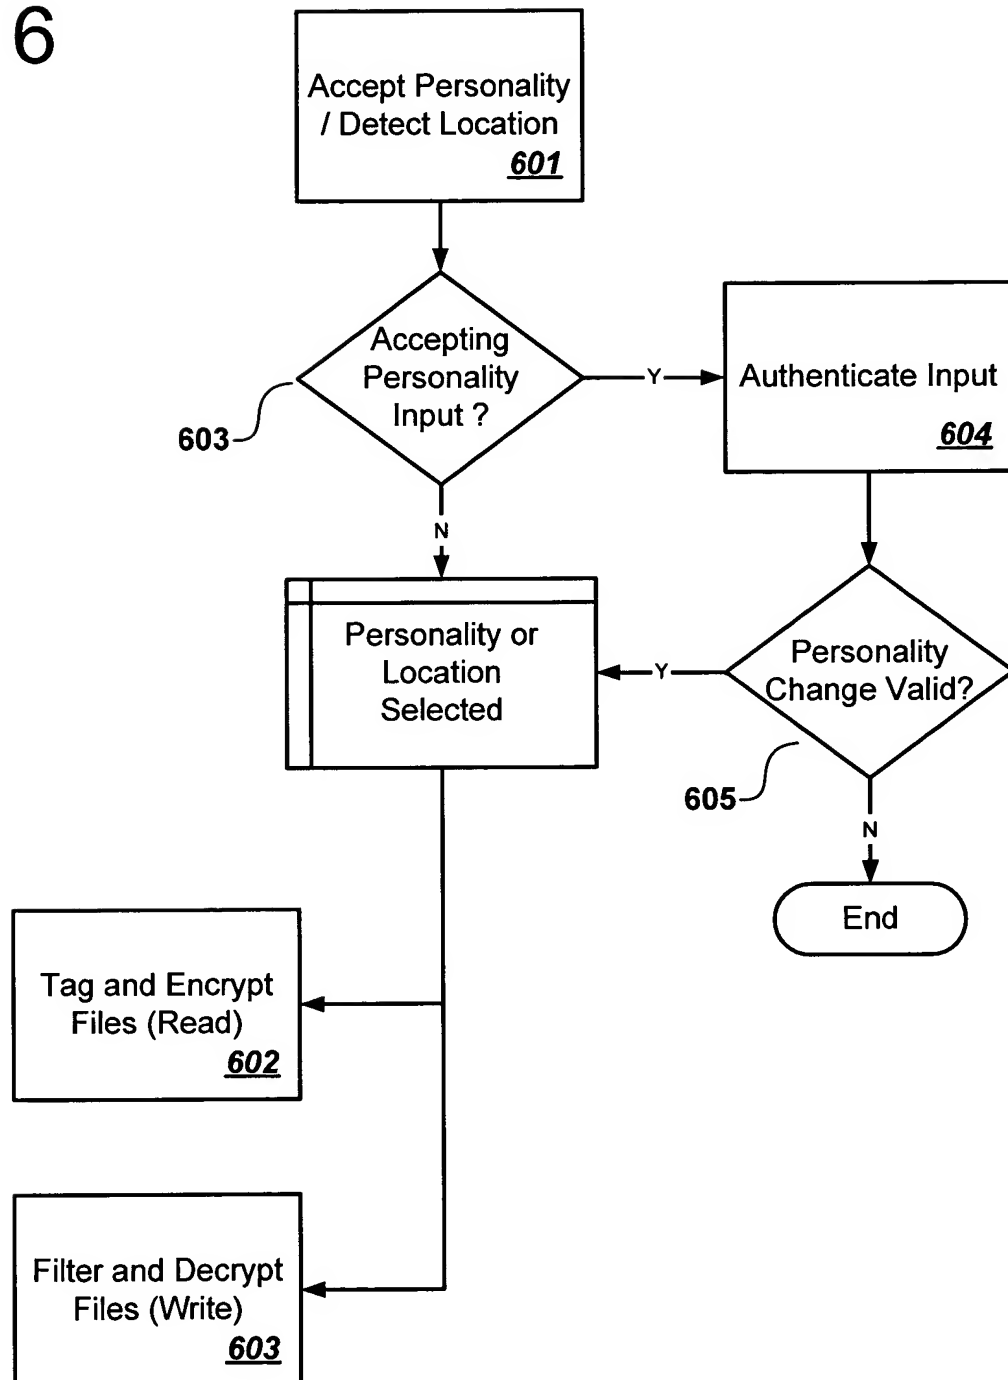 6
Accept Personality
/ Detect Location
601
Accepting
Personality
Input ?
603
Y
Authenticate Input
604
N
Personality or
Location
Selected
Y
Personality
Change Valid?
605
N
End
Tag and Encrypt
Files (Read)
602
Filter and Decrypt
Files (Write)
603